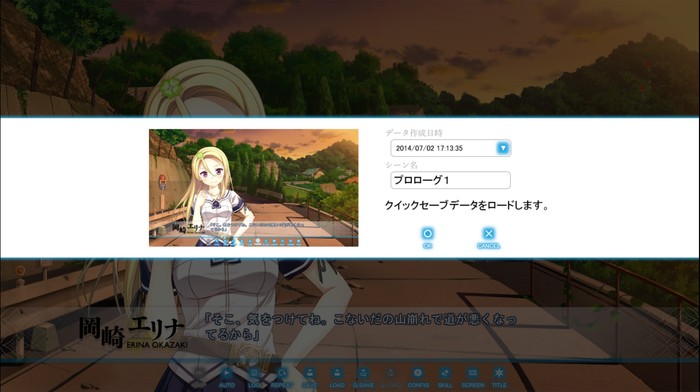 データ作成日時
2014/07/02 17:13:35
シーン名
プロローグ1
クイックセーブデータをロードします。
OK
CANCEL
岡崎エリナ
ERINA OKAZAKI
「そこ、気をつけてね。こないだの山崩れで道が悪くなっ
てるから」
AUTO
LOAD
Q.SAVE
CONFIG
SKILL
SCREEN
TITLE